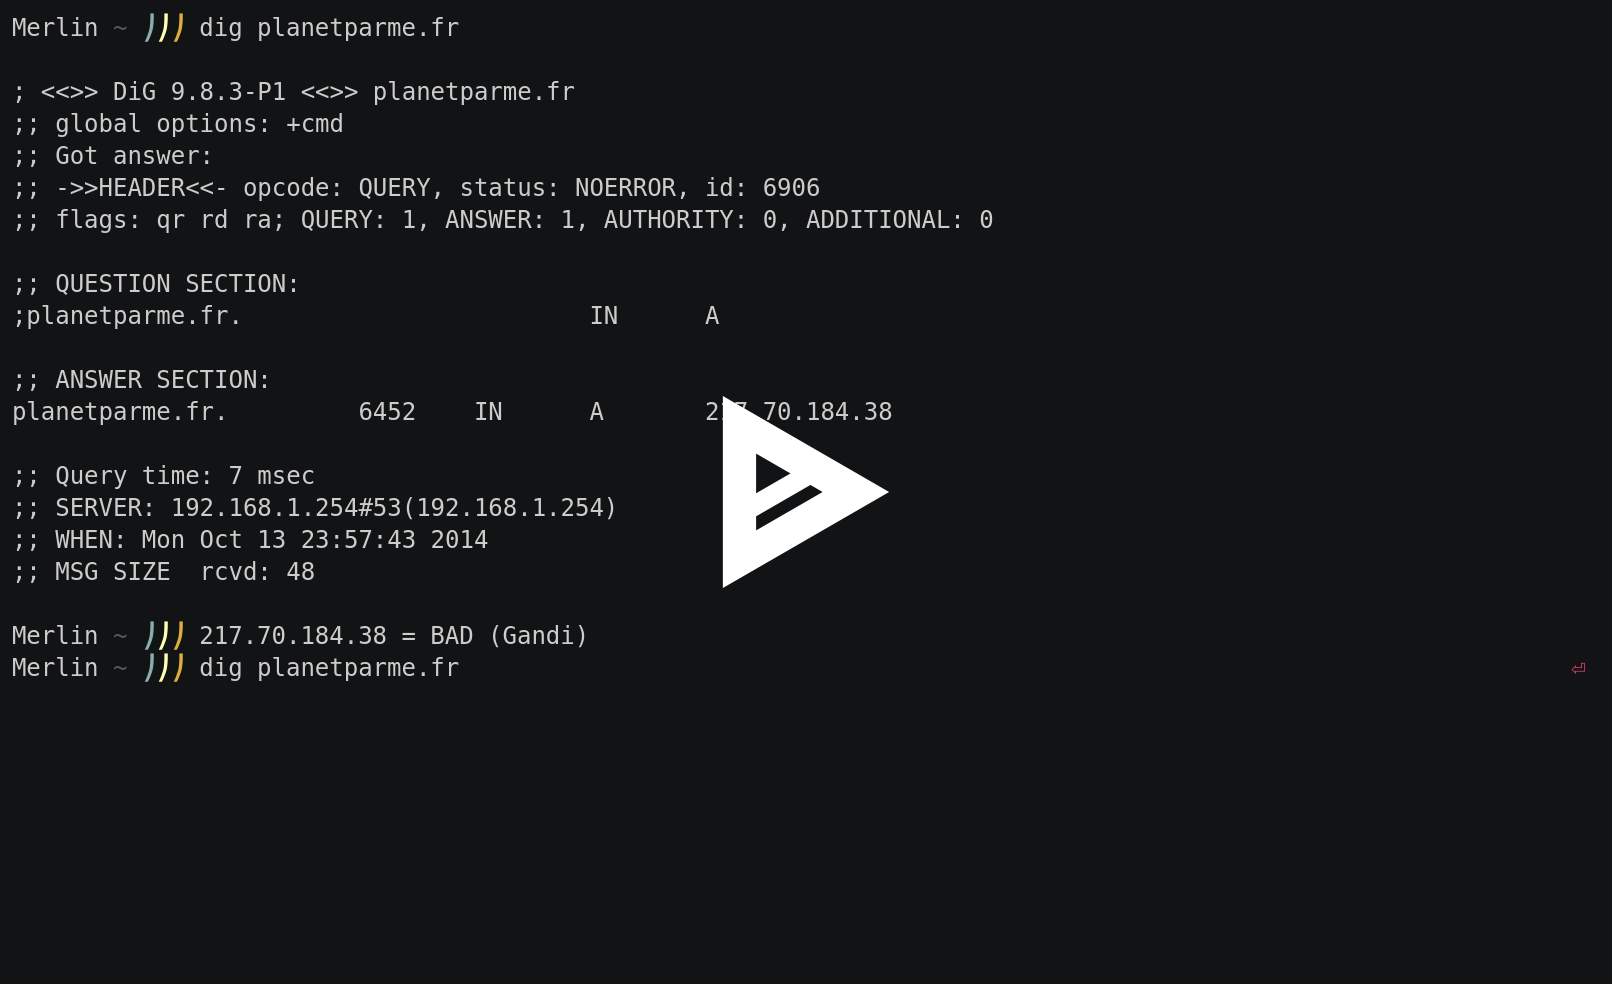 Merlin ~ ))) dig planetparme.fr
; <<>> DiG 9.8.3-P1 <<>> planetparme.fr
;; global options: +cmd
;; Got answer:
;; ->>HEADER<<- opcode: QUERY, status: NOERROR, id: 6906
;; flags: qr rd ra; QUERY: 1, ANSWER: 1, AUTHORITY: 0, ADDITIONAL: 0
;; QUESTION SECTION:
;planetparme.fr. IN A
;; ANSWER SECTION:
planetparme.fr. 6452 IN A 217.70.184.38
;; Query time: 7 msec
;; SERVER: 192.168.1.254#53(192.168.1.254)
;; WHEN: Mon Oct 13 23:57:43 2014
;; MSG SIZE  rcvd: 48
Merlin ~ ))) 217.70.184.38 = BAD (Gandi)
Merlin ~ ))) dig planetparme.fr ⏎